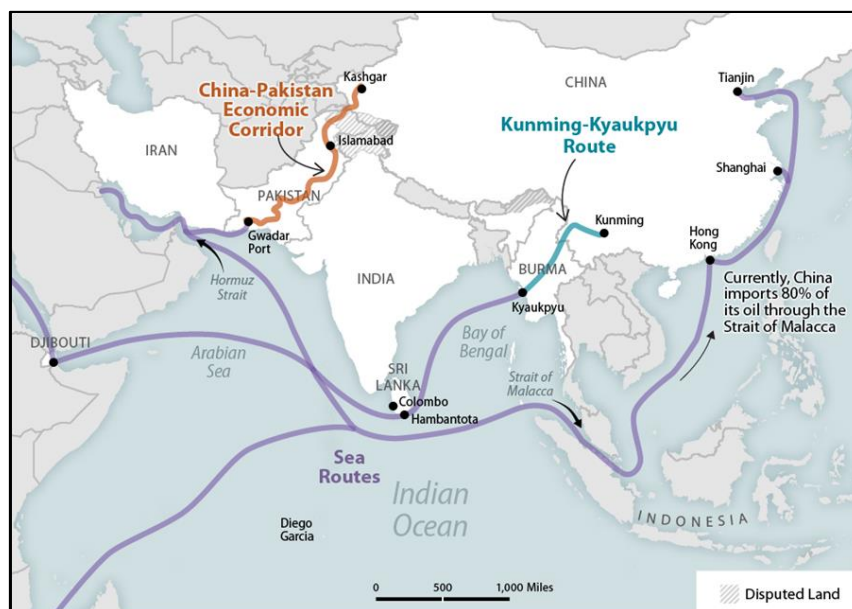 Kashgar
CHINA
Tianjin
China-Pakistan
Economic
Corridor
Kunming-Kyaukpyu
Route
Islamabad
IRAN
Shanghai
PAKISTAN
Kunming
Gwadar
Port
Hong
Kong
INDIA
BURMA
Hormuz
Strait
Kyaukpyu
Currently, China
imports 80% of
its oil through the
Strait of Malacca
DJIBOUTI
Arabian
Sea
Bay of
Bengal
SRI
LANKA
Strait of
Malacca
Colombo
Hambantota
Sea
Routes
Indian
Ocean
Diego
Garcia
INDONESIA
0 500 1,000 Miles
Disputed Land